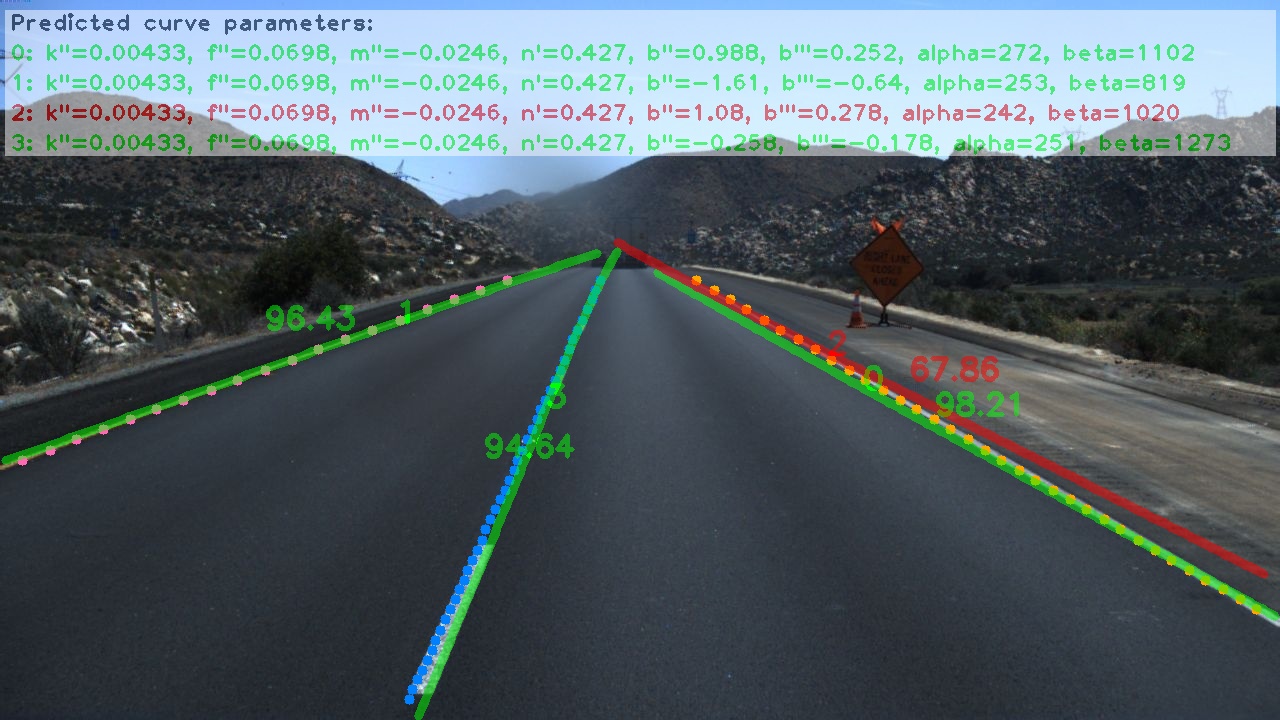 Predicted curve parameters:
0: k''=0.00433, f''=0.0698, m''=-0.0246, n'=0.427, b''=0.988, b'''=0.252, alpha=272, beta=1102
1: k''=0.00433, f''=0.0698, m''=-0.0246, n'=0.427, b''=-1.61, b'''=-0.64, alpha=253, beta=819
2: k''=0.00433, f''=0.0698, m''=-0.0246, n'=0.427, b''=1.08, b'''=0.278, alpha=242, beta=1020
3: k''=0.00433, f''=0.0698, m''=-0.0246, n'=0.427, b''=-0.258, b'''=-0.178, alpha=251, beta=1273
RIGHT LANE
CLOSED
AHEAD
96.43
1
2
67.86
0
98.21
3
94.64